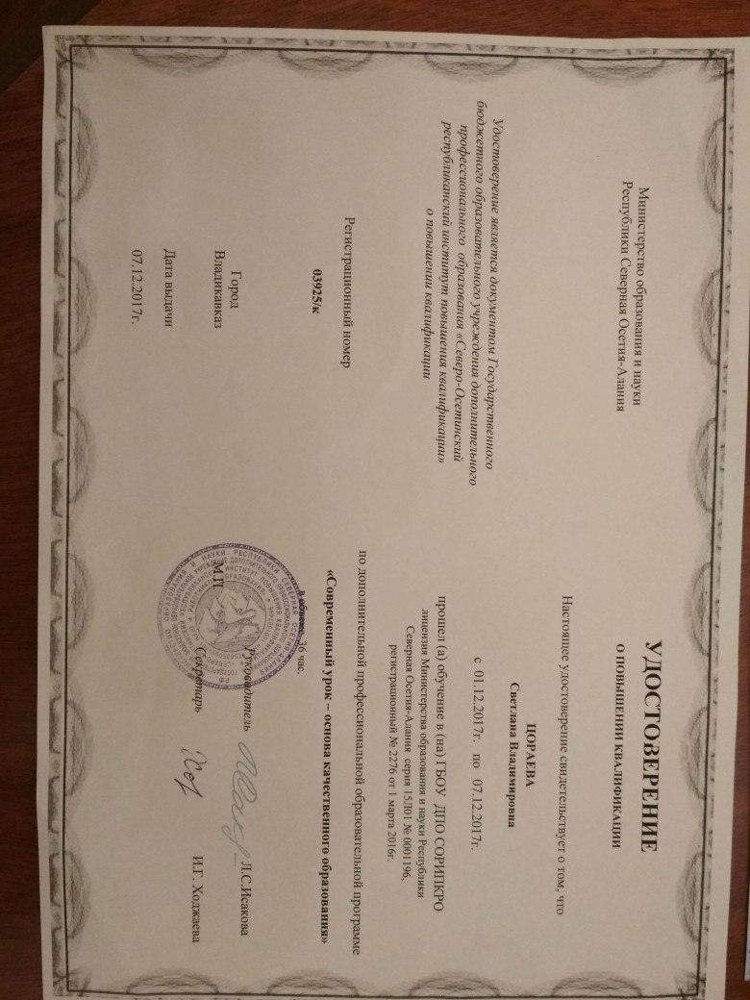 Министерство образования и науки
Республики Северная Осетия-Алания
Удостоверение является документом Государственного
бюджетного образовательного учреждения дополнительного
профессионального образования «Северо-Осетинский
республиканский институт повышения квалификации»
о повышении квалификации
Регистрационный номер
03925/к
Город
Владикавказ
Дата выдачи
07.12.2017г.
УДОСТОВЕРЕНИЕ
О ПОВЫШЕНИИ КВАЛИФИКАЦИИ
Настоящее удостоверение свидетельствует о том, что
ЦОРАЕВА
Светлана Владимировна
с 01.12.2017г. по 07.12.2017г.
прошел (а) обучение в (на) ГБОУ ДПО СОРИПКРО
лицензия Министерства образования и науки Республики
Северная Осетия-Алания серия 15Л01 № 0001196,
регистрационный № 2276 от 1 марта 2016г.
по дополнительной профессиональной образовательной программе
«Современный урок – основа качественного образования»
в объеме 36 час.
Руководитель Л.С.Исакова
М.П.
Секретарь И.Г. Ходжаева